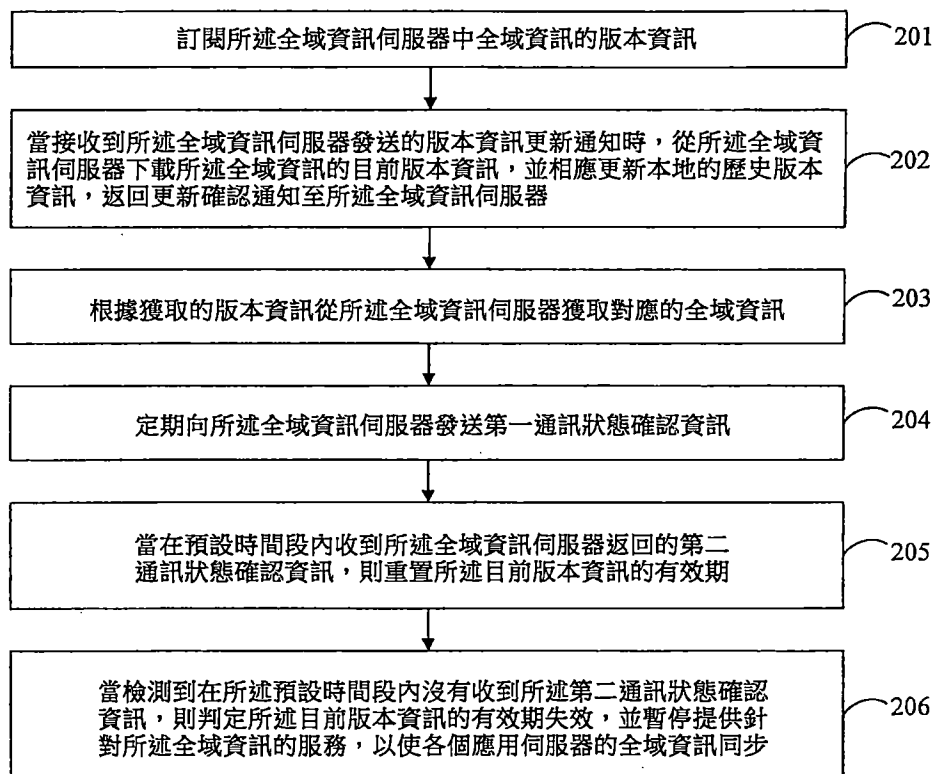 訂閱所述全域資訊伺服器中全域資訊的版本資訊
201
當接收到所述全域資訊伺服器發送的版本資訊更新通知時，從所述全域資
訊伺服器下載所述全域資訊的目前版本資訊，並相應更新本地的歷史版本
資訊，返回更新確認通知至所述全域資訊伺服器
202
根據獲取的版本資訊從所述全域資訊伺服器獲取對應的全域資訊
203
定期向所述全域資訊伺服器發送第一通訊狀態確認資訊
204
當在預設時間段內收到所述全域資訊伺服器返回的第二
通訊狀態確認資訊，則重置所述目前版本資訊的有效期
205
當檢測到在所述預設時間段內沒有收到所述第二通訊狀態確認
資訊，則判定所述目前版本資訊的有效期失效，並暫停提供針
對所述全域資訊的服務，以使各個應用伺服器的全域資訊同步
206